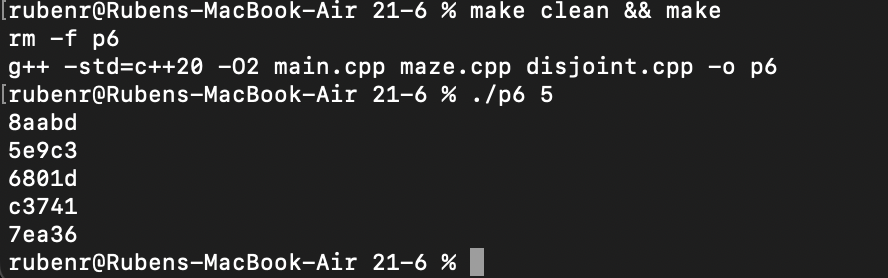 [rubenr@Rubens-MacBook-Air 21-6 % make clean && make
rm -f p6
g++ -std=c++20 -O2 main.cpp maze.cpp disjoint.cpp -o p6
[rubenr@Rubens-MacBook-Air 21-6 % ./p6 5
8aabd
5e9c3
6801d
c3741
7ea36
rubenr@Rubens-MacBook-Air 21-6 %